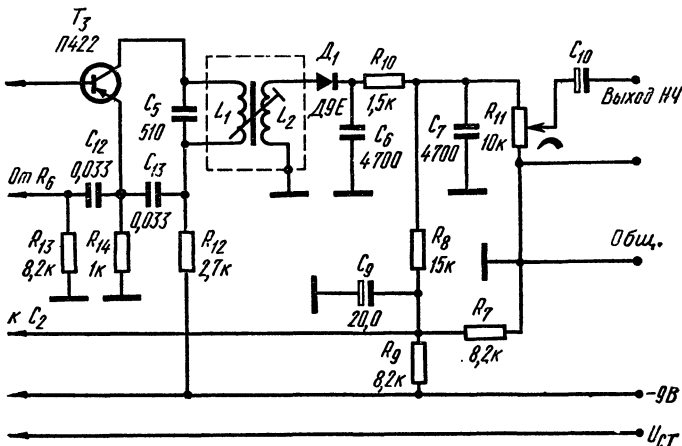 Т₃
П422
C₅
510
L₁
L₂
Д₁
Д9Е
R₁₀
1,5к
C₆
4700
C₇
4700
R₁₁
10к
C₁₀
Выход НЧ
C₁₂
0,033
C₁₃
0,033
От R₆
R₁₃
8,2к
R₁₄
1к
R₁₂
2,7к
R₈
15к
C₉
20,0
Общ.
к C₂
R₇
8,2к
R₉
8,2к
-9В
Uст